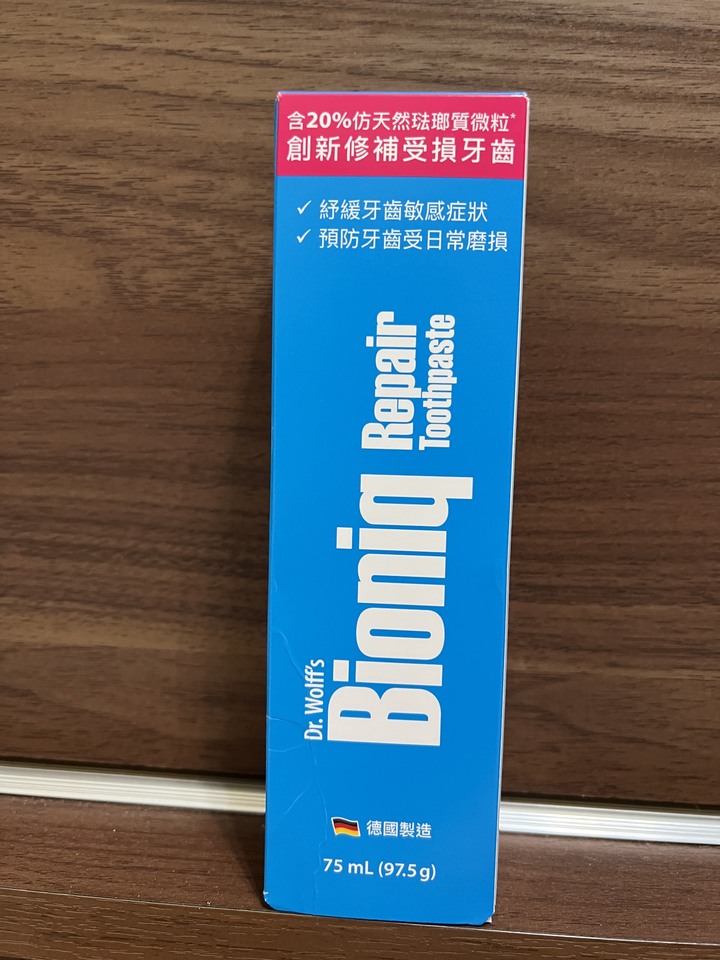 含20%仿天然琺瑯質微粒*
創新修補受損牙齒
✓ 紓緩牙齒敏感症狀
✓ 預防牙齒受日常磨損
Dr. Wolff's
Bioniq
Repair
Toothpaste
德國製造
75 mL (97.5 g)